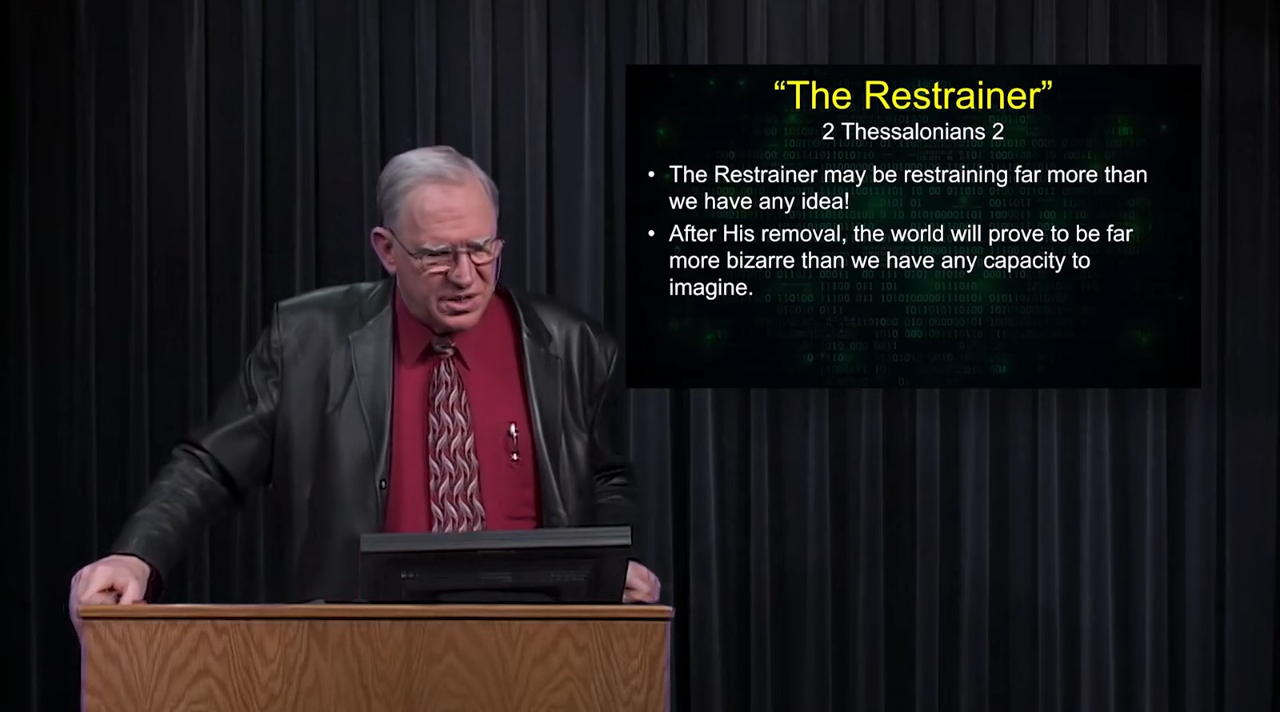 “The Restrainer”
2 Thessalonians 2
• The Restrainer may be restraining far more than
we have any idea!
• After His removal, the world will prove to be far
more bizarre than we have any capacity to
imagine.